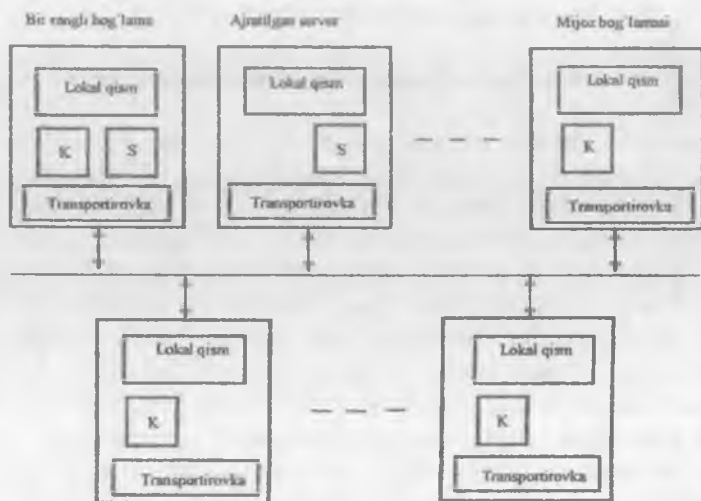 Bir rangli bog'lama Ajratilgan server Mijoz bog'lamasi
Lokal qism Lokal qism Lokal qism
K S S K
Transportirovka Transportirovka Transportirovka
Lokal qism Lokal qism
K K
Transportirovka Transportirovka